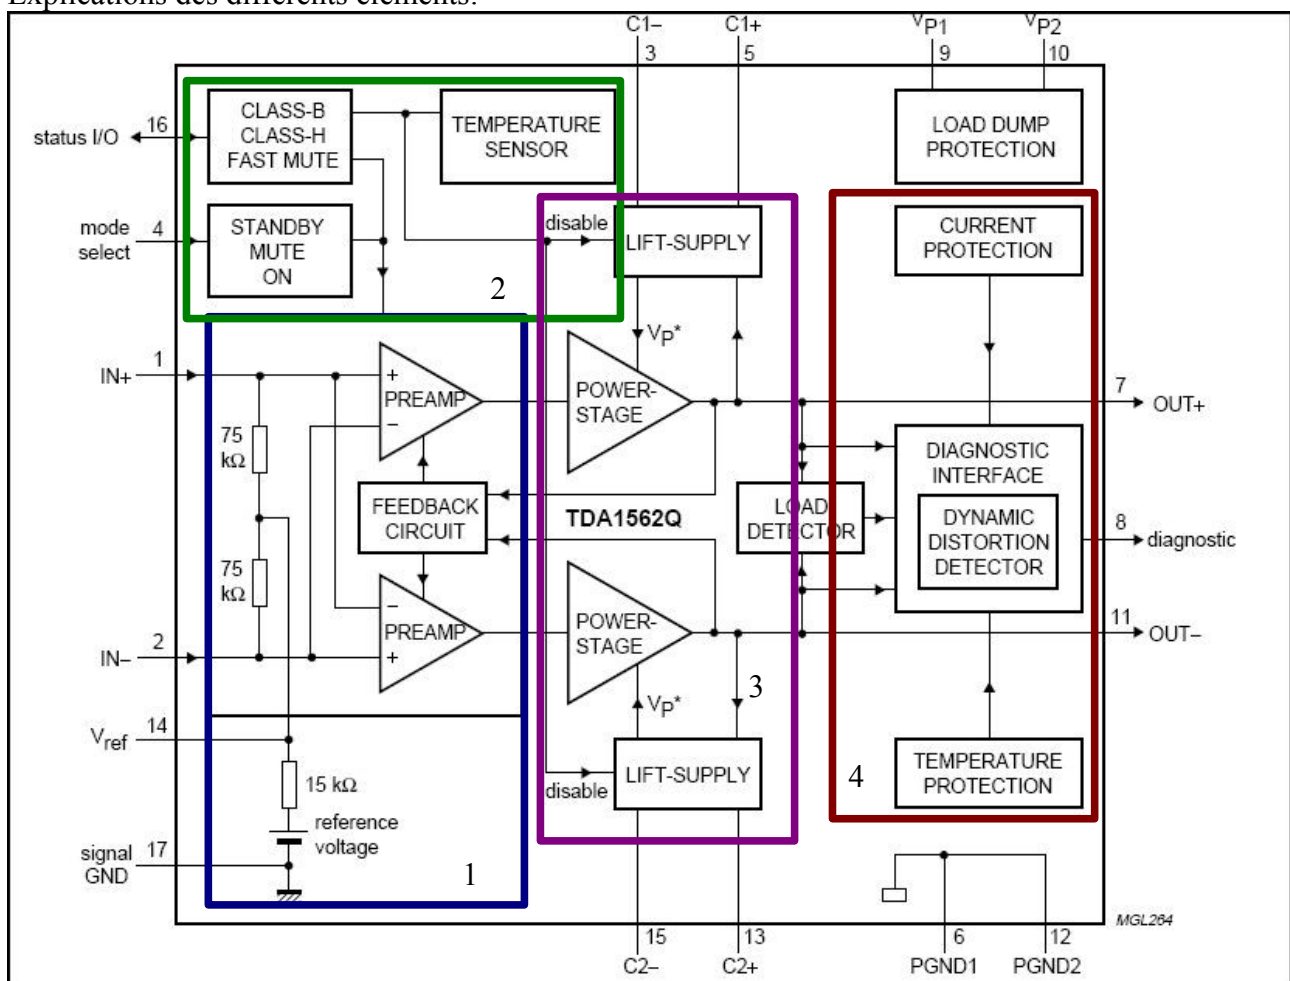 Explications des différents éléments:
C1–
C1+
VP1
VP2
3
5
9
10
16
status I/O
CLASS-B
CLASS-H
FAST MUTE
TEMPERATURE
SENSOR
LOAD DUMP
PROTECTION
mode
select
4
STANDBY
MUTE
ON
2
disable
LIFT-SUPPLY
CURRENT
PROTECTION
VP*
IN+
1
+
PREAMP
–
POWER-
STAGE
7
OUT+
75
kΩ
FEEDBACK
CIRCUIT
TDA1562Q
LOAD
DETECTOR
DIAGNOSTIC
INTERFACE
DYNAMIC
DISTORTION
DETECTOR
8
diagnostic
75
kΩ
–
PREAMP
+
POWER-
STAGE
11
OUT–
IN–
2
3
VP*
Vref
14
15 kΩ
reference
voltage
disable
LIFT-SUPPLY
4
TEMPERATURE
PROTECTION
signal
GND
17
1
MGL264
15
13
6
12
C2–
C2+
PGND1
PGND2